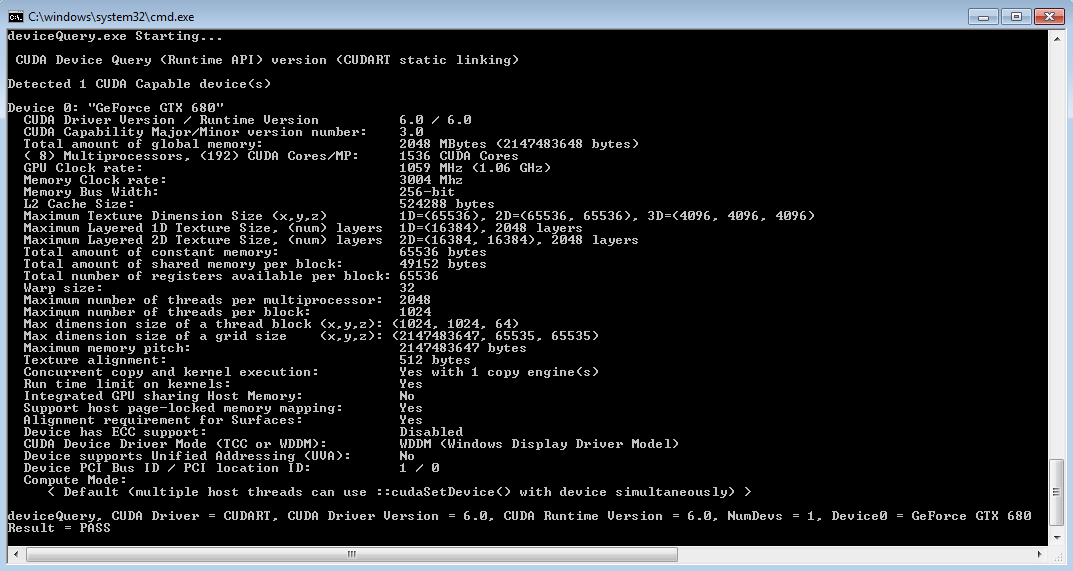 C:\windows\system32\cmd.exe
deviceQuery.exe Starting...
CUDA Device Query (Runtime API) version (CUDART static linking)
Detected 1 CUDA Capable device(s)
Device 0: "GeForce GTX 680"
CUDA Driver Version / Runtime Version 6.0 / 6.0
CUDA Capability Major/Minor version number: 3.0
Total amount of global memory: 2048 MBytes (2147483648 bytes)
( 8) Multiprocessors, (192) CUDA Cores/MP: 1536 CUDA Cores
GPU Clock rate: 1059 MHz (1.06 GHz)
Memory Clock rate: 3004 Mhz
Memory Bus Width: 256-bit
L2 Cache Size: 524288 bytes
Maximum Texture Dimension Size (x,y,z) 1D=(65536), 2D=(65536, 65536), 3D=(4096, 4096, 4096)
Maximum Layered 1D Texture Size, (num) layers 1D=(16384), 2048 layers
Maximum Layered 2D Texture Size, (num) layers 2D=(16384, 16384), 2048 layers
Total amount of constant memory: 65536 bytes
Total amount of shared memory per block: 49152 bytes
Total number of registers available per block: 65536
Warp size: 32
Maximum number of threads per multiprocessor: 2048
Maximum number of threads per block: 1024
Max dimension size of a thread block (x,y,z): (1024, 1024, 64)
Max dimension size of a grid size (x,y,z): (2147483647, 65535, 65535)
Maximum memory pitch: 2147483647 bytes
Texture alignment: 512 bytes
Concurrent copy and kernel execution: Yes with 1 copy engine(s)
Run time limit on kernels: Yes
Integrated GPU sharing Host Memory: No
Support host page-locked memory mapping: Yes
Alignment requirement for Surfaces: Yes
Device has ECC support: Disabled
CUDA Device Driver Mode (TCC or WDDM): WDDM (Windows Display Driver Model)
Device supports Unified Addressing (UVA): No
Device PCI Bus ID / PCI location ID: 1 / 0
Compute Mode:
< Default (multiple host threads can use ::cudaSetDevice() with device simultaneously) >
deviceQuery, CUDA Driver = CUDART, CUDA Driver Version = 6.0, CUDA Runtime Version = 6.0, NumDevs = 1, Device0 = GeForce GTX 680
Result = PASS